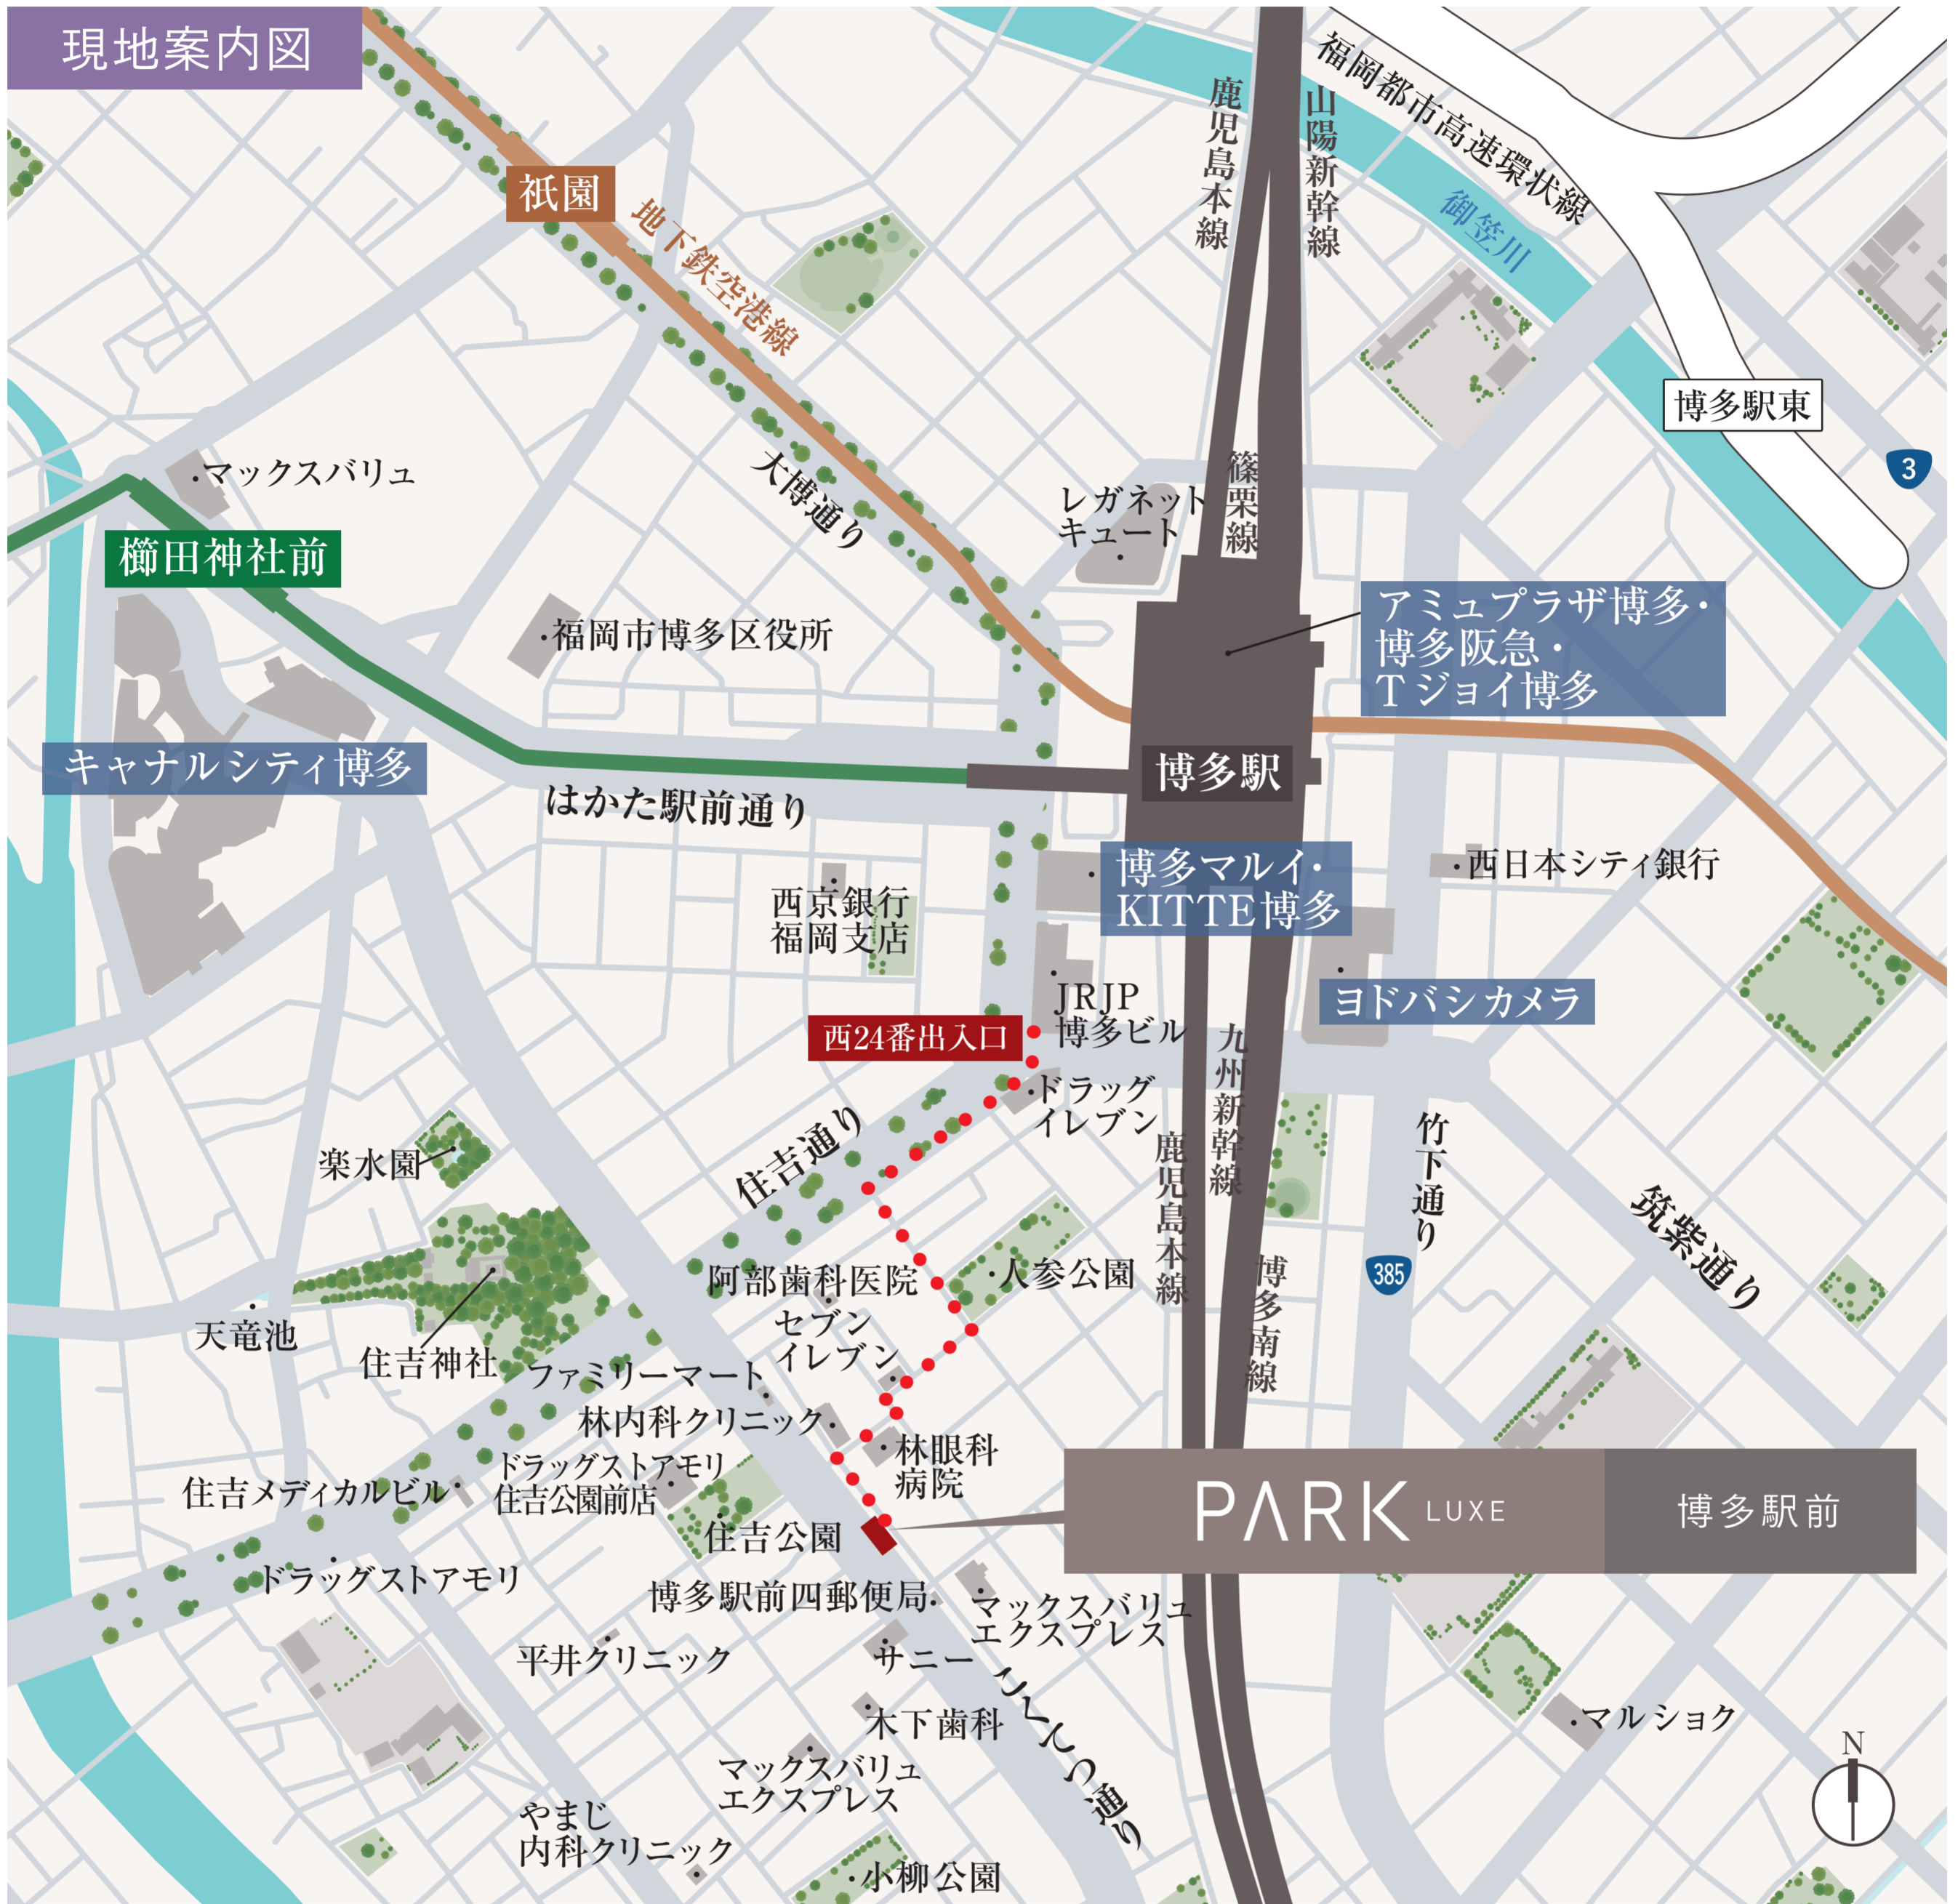 現地案内図
福岡都市高速環状線
鹿児島本線
山陽新幹線
御笠川
祇園
地下鉄空港線
博多駅東
3
マックスバリュ
大博通り
篠栗線
レガネット
キュート
櫛田神社前
福岡市博多区役所
アミュプラザ博多・
博多阪急・
Tジョイ博多
キャナルシティ博多
博多駅
はかた駅前通り
博多マルイ・
KITTE博多
西日本シティ銀行
西京銀行
福岡支店
JRJP
博多ビル
ヨドバシカメラ
西24番出入口
九州新幹線
ドラッグ
イレブン
住吉通り
楽水園
鹿児島本線
竹下通り
筑紫通り
阿部歯科医院
人参公園
博多南線
385
セブン
イレブン
天竜池
住吉神社
ファミリーマート
林内科クリニック
林眼科
病院
ドラッグストアモリ
住吉公園前店
住吉メディカルビル
PARK LUXE 博多駅前
住吉公園
ドラッグストアモリ
博多駅前四郵便局
マックスバリュ
エクスプレス
平井クリニック
サニー
こくてつ通り
木下歯科
マルショク
マックスバリュ
エクスプレス
やまじ
内科クリニック
小柳公園
N